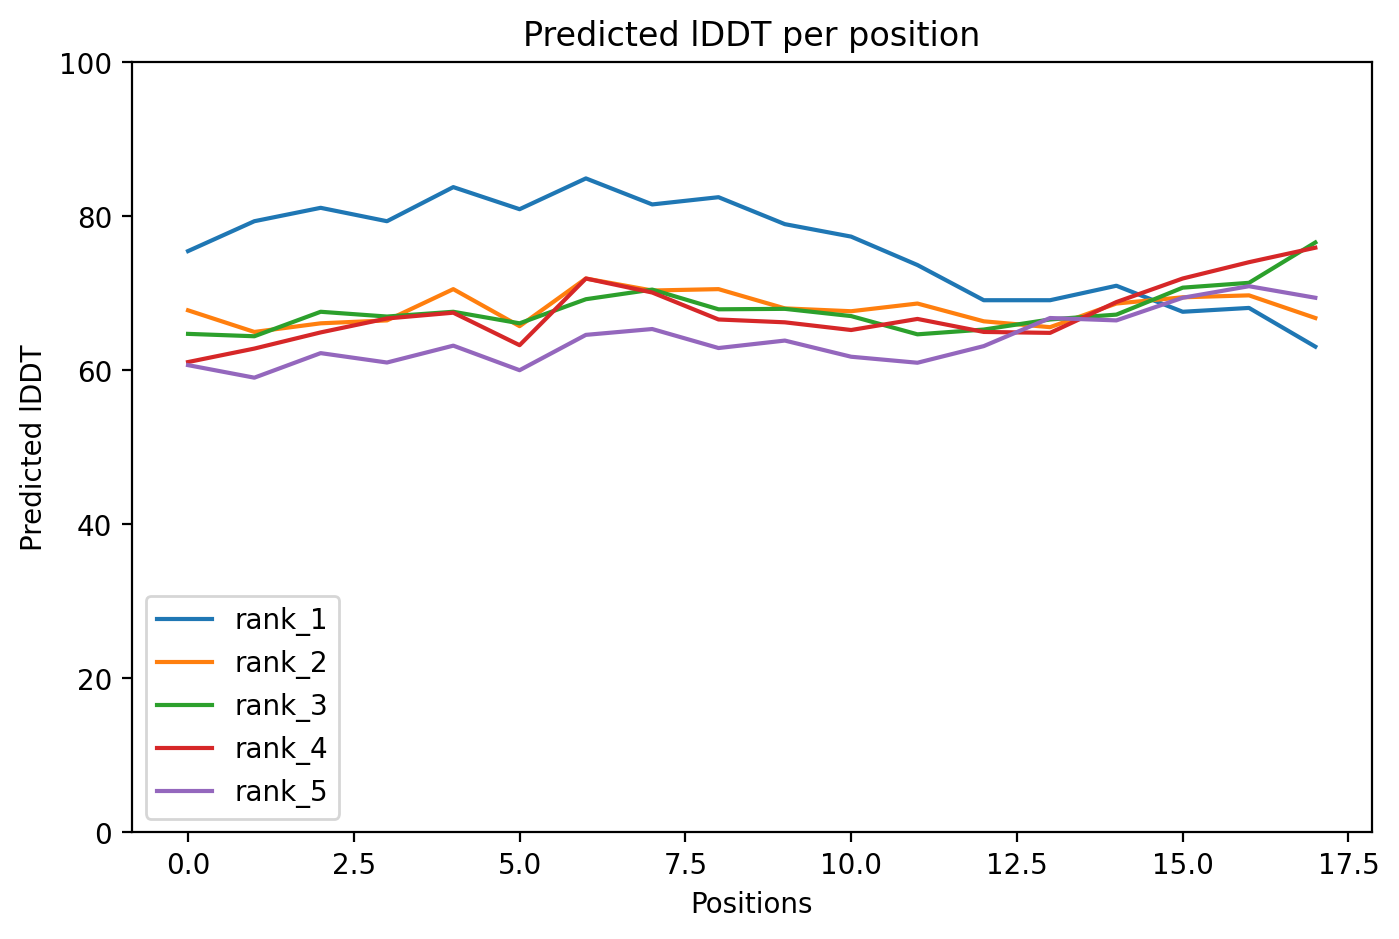 Predicted lDDT per position
100
80
60
40
20
0
Predicted lDDT
rank_1
rank_2
rank_3
rank_4
rank_5
0.0 2.5 5.0 7.5 10.0 12.5 15.0 17.5
Positions